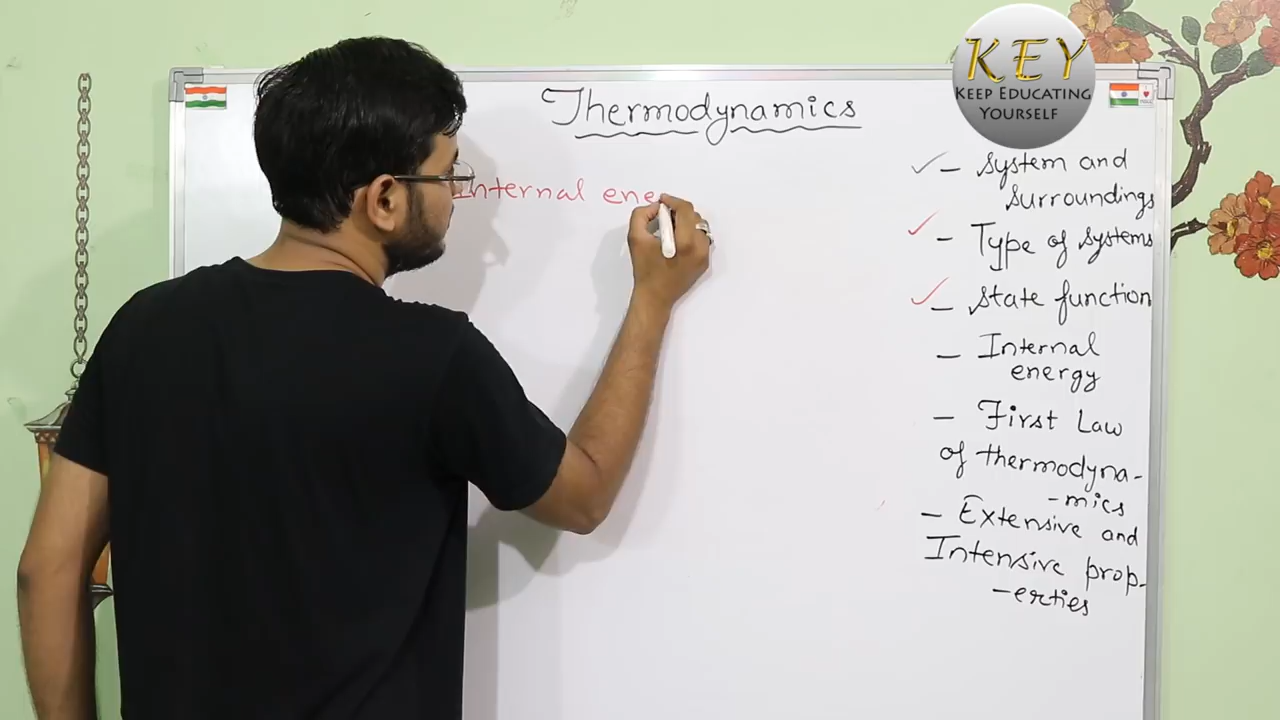 KEY
KEEP EDUCATING
YOURSELF
Thermodynamics
Internal ene
- System and
Surroundings
- Type of systems
- State function
- Internal
energy
- First Law
of thermodyna-
-mics
- Extensive and
Intensive prop-
-erties